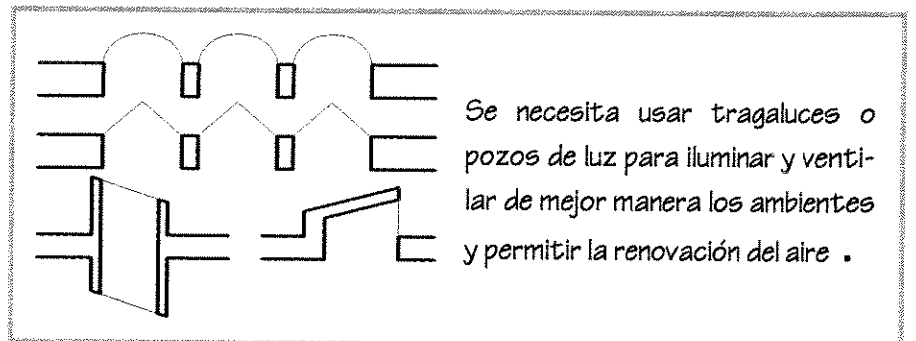 Se necesita usar tragaluces o
pozos de luz para iluminar y venti-
lar de mejor manera los ambientes
y permitir la renovación del aire .